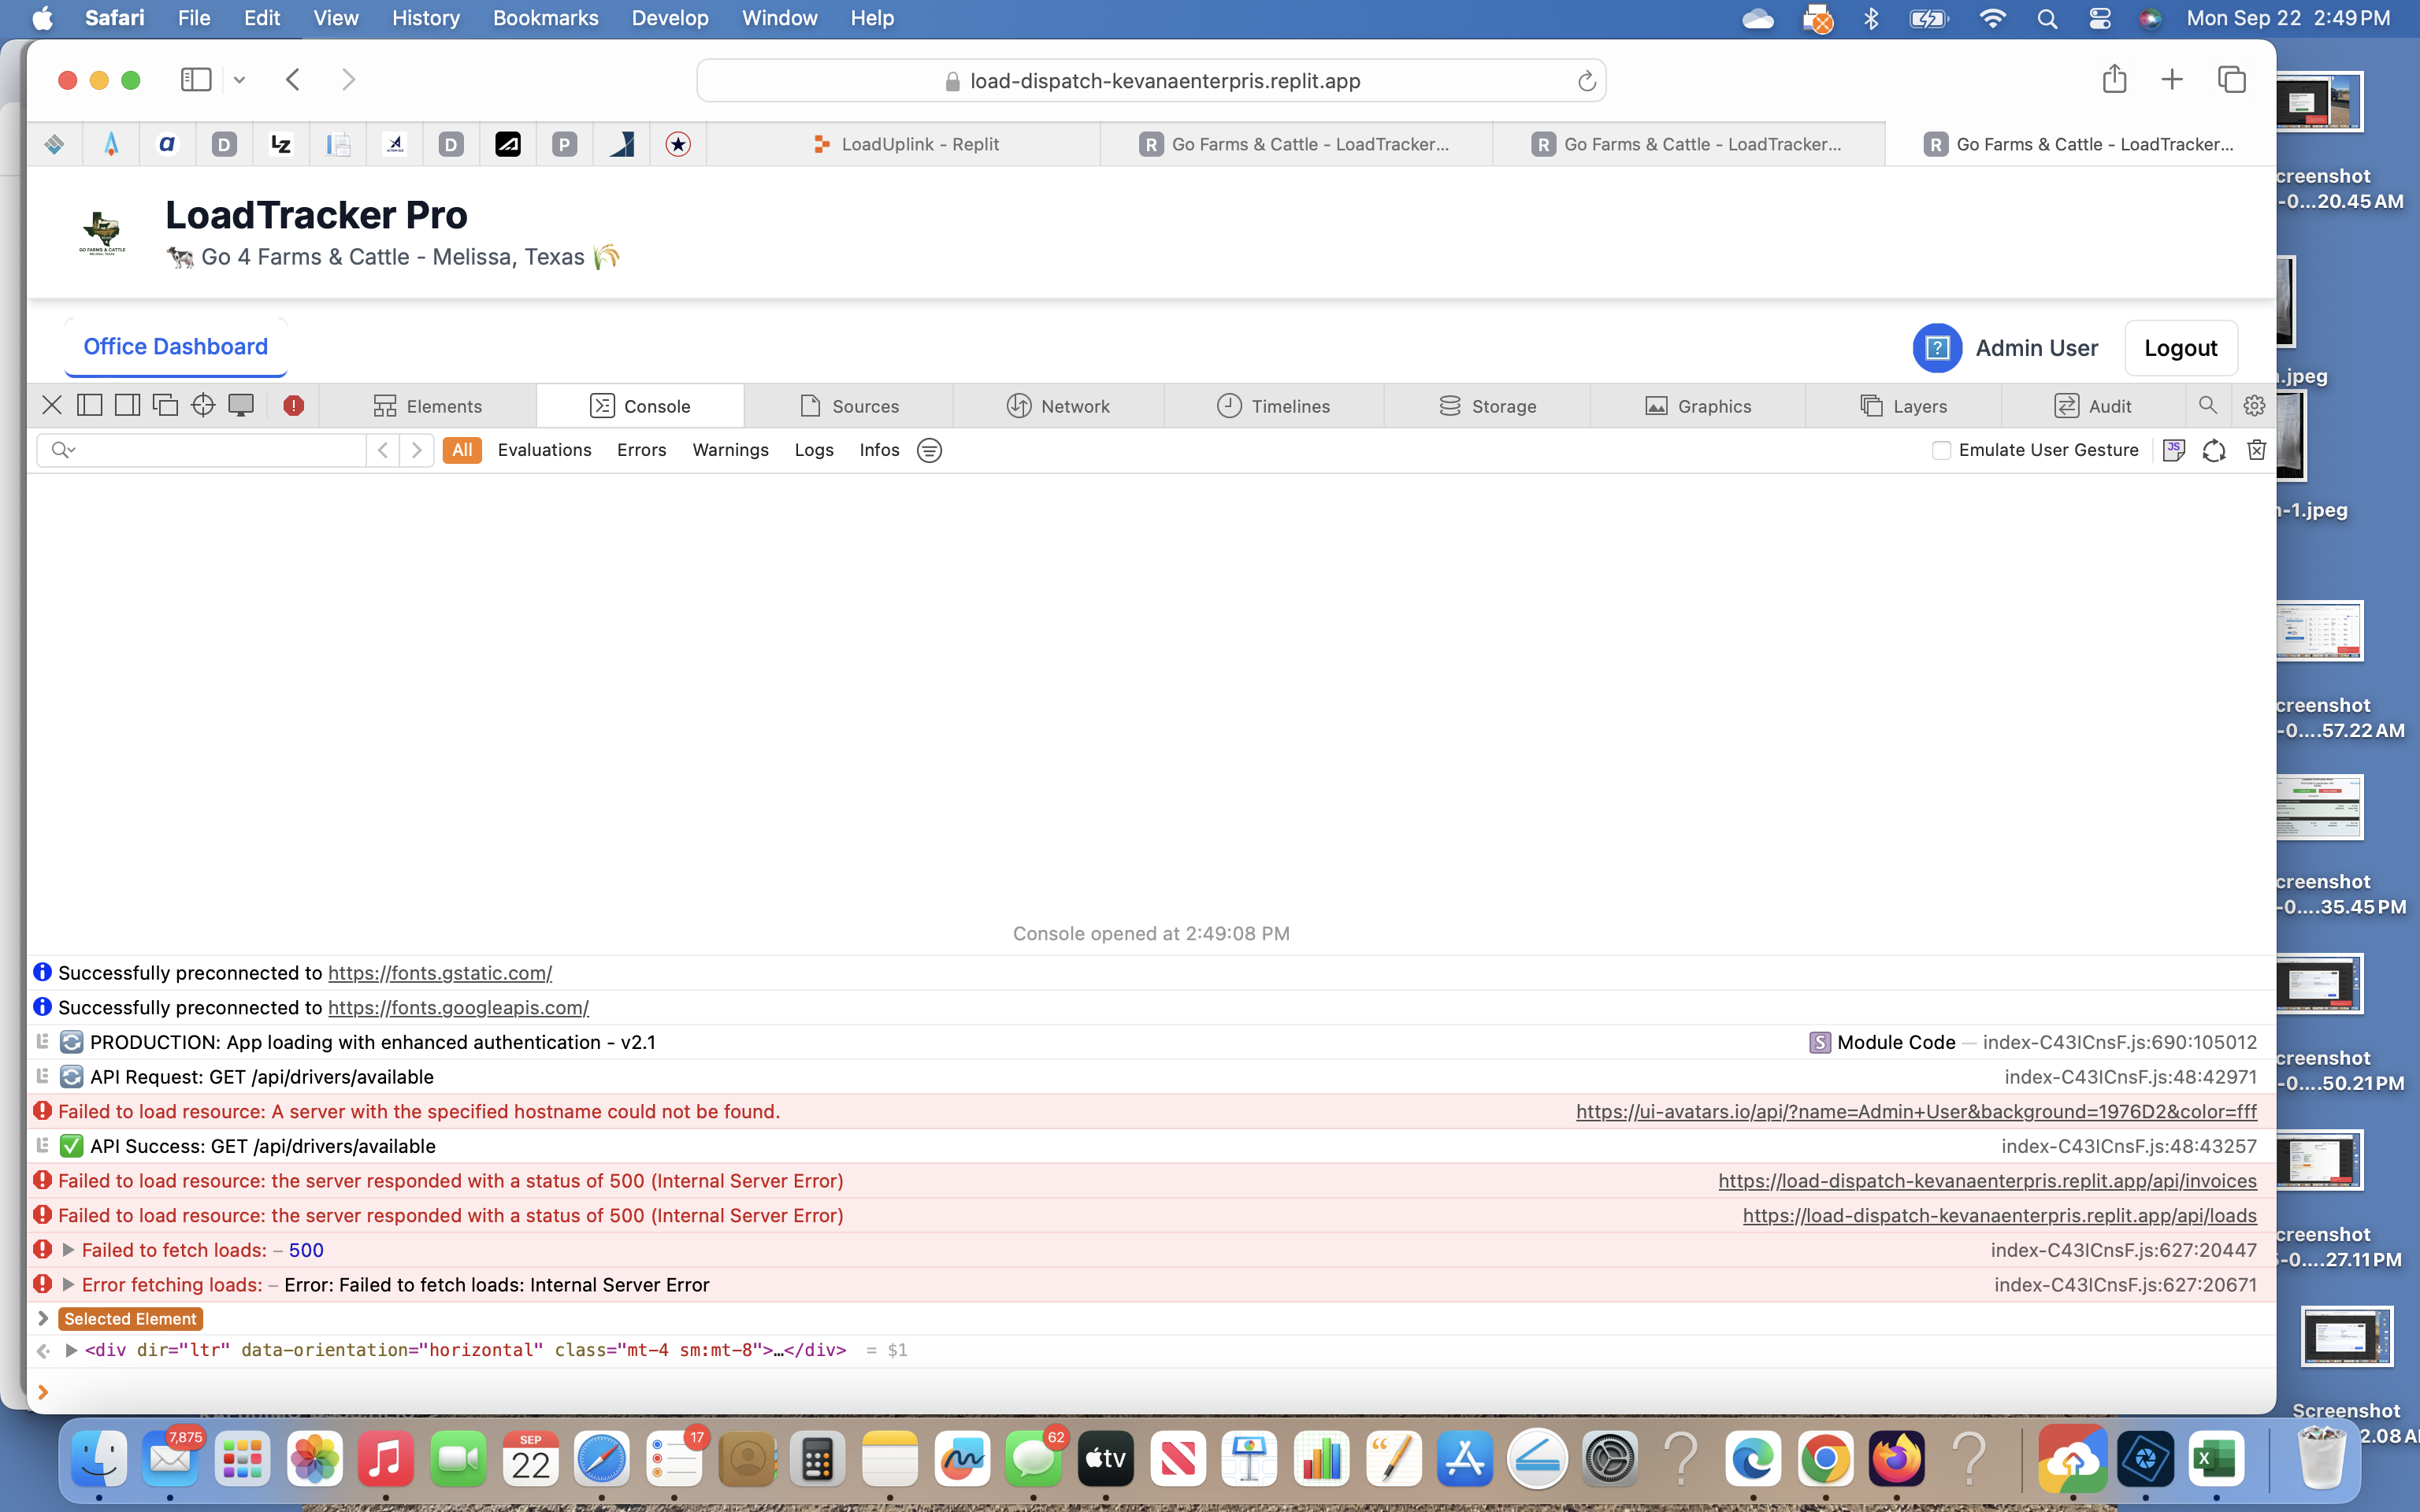 Safari File Edit View History Bookmarks Develop Window Help Mon Sep 22 2:49 PM
load-dispatch-kevanaenterpris.replit.app
a D LZ D P LoadUplink - Replit R Go Farms & Cattle - LoadTracker... R Go Farms & Cattle - LoadTracker... R Go Farms & Cattle - LoadTracker...
LoadTracker Pro
GO FARMS & CATTLE
MELISSA, TEXAS
Go 4 Farms & Cattle - Melissa, Texas
Office Dashboard ? Admin User Logout
Elements Console Sources Network Timelines Storage Graphics Layers Audit
All Evaluations Errors Warnings Logs Infos Emulate User Gesture JS
Console opened at 2:49:08 PM
Successfully preconnected to https://fonts.gstatic.com/
Successfully preconnected to https://fonts.googleapis.com/
PRODUCTION: App loading with enhanced authentication - v2.1 S Module Code — index-C43ICnsF.js:690:105012
API Request: GET /api/drivers/available index-C43ICnsF.js:48:42971
Failed to load resource: A server with the specified hostname could not be found. https://ui-avatars.io/api/?name=Admin+User&background=1976D2&color=fff
API Success: GET /api/drivers/available index-C43ICnsF.js:48:43257
Failed to load resource: the server responded with a status of 500 (Internal Server Error) https://load-dispatch-kevanaenterpris.replit.app/api/invoices
Failed to load resource: the server responded with a status of 500 (Internal Server Error) https://load-dispatch-kevanaenterpris.replit.app/api/loads
Failed to fetch loads: – 500 index-C43ICnsF.js:627:20447
Error fetching loads: – Error: Failed to fetch loads: Internal Server Error index-C43ICnsF.js:627:20671
Selected Element
<div dir="ltr" data-orientation="horizontal" class="mt-4 sm:mt-8">…</div> = $1
creenshot
-0...20.45 AM
.jpeg
-1.jpeg
creenshot
-0....57.22 AM
creenshot
-0....35.45 PM
creenshot
-0....50.21 PM
creenshot
-0....27.11 PM
Screenshot
2.08 A
7,875
SEP
22
17
62
tv
X